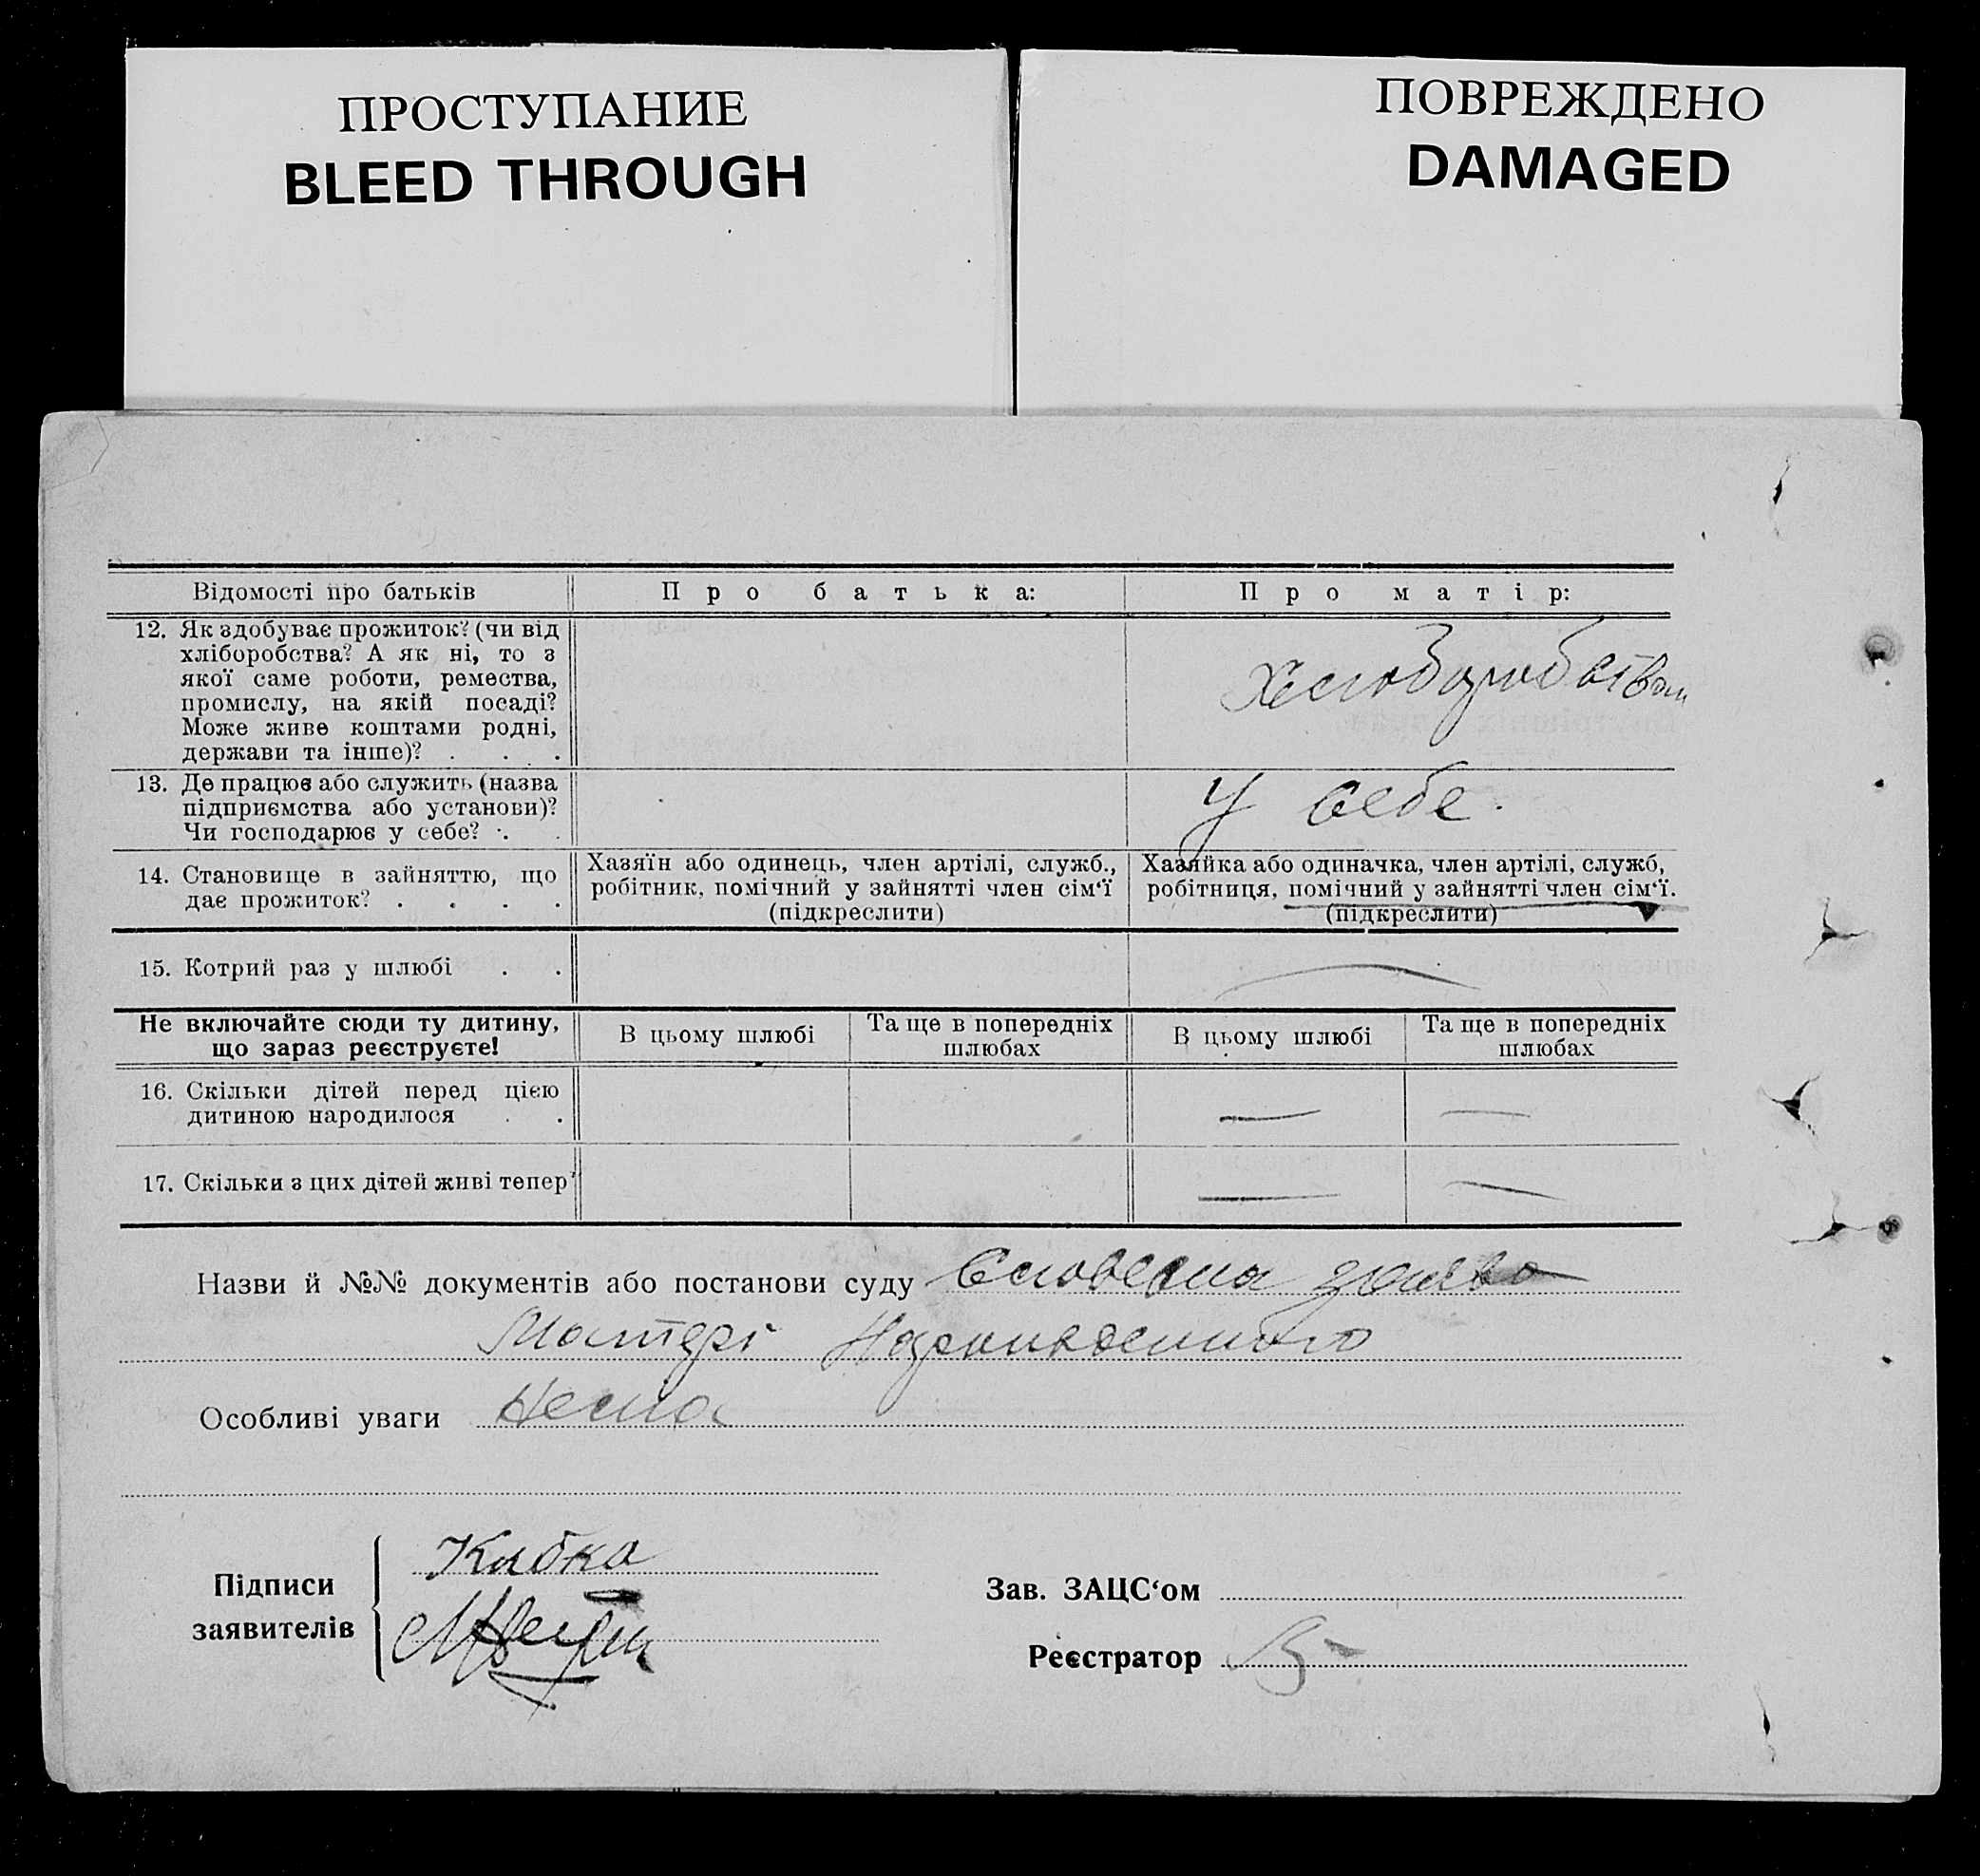 ПРОСТУПАНИЕ
BLEED THROUGH
ПОВРЕЖДЕНО
DAMAGED
Відомості про батьків
Про батька:
Про матір:
12. Як здобуває прожиток? (чи від
хліборобства? А як ні, то з
якої саме роботи, ремества,
промислу, на якій посаді?
Може живе коштами родні,
держави та інше)? . . .
Хлеборобством
13. Де працює або служить (назва
підприємства або установи)?
Чи господарює у себе? . .
У себе.
14. Становище в зайняттю, що
дає прожиток? . . . .
Хазяїн або одинець, член артілі, служб.,
робітник, помічний у зайнятті член сім‘ї
(підкреслити)
Хазяйка або одиначка, член артілі, служб,
робітниця, помічний у зайнятті член сім‘ї.
(підкреслити)
15. Котрий раз у шлюбі . .
Не включайте сюди ту дитину,
що зараз реєструєте!
В цьому шлюбі
Та ще в попередніх
шлюбах
В цьому шлюбі
Та ще в попередніх
шлюбах
16. Скільки дітей перед цією
дитиною народилося . .
— —
17. Скільки з цих дітей живі тепер?
— —
Назви й №№ документів або постанови суду Словесна заява
Матері
Особливі уваги Нема
Підписи
заявителів
Зав. ЗАЦС‘ом
Реєстратор